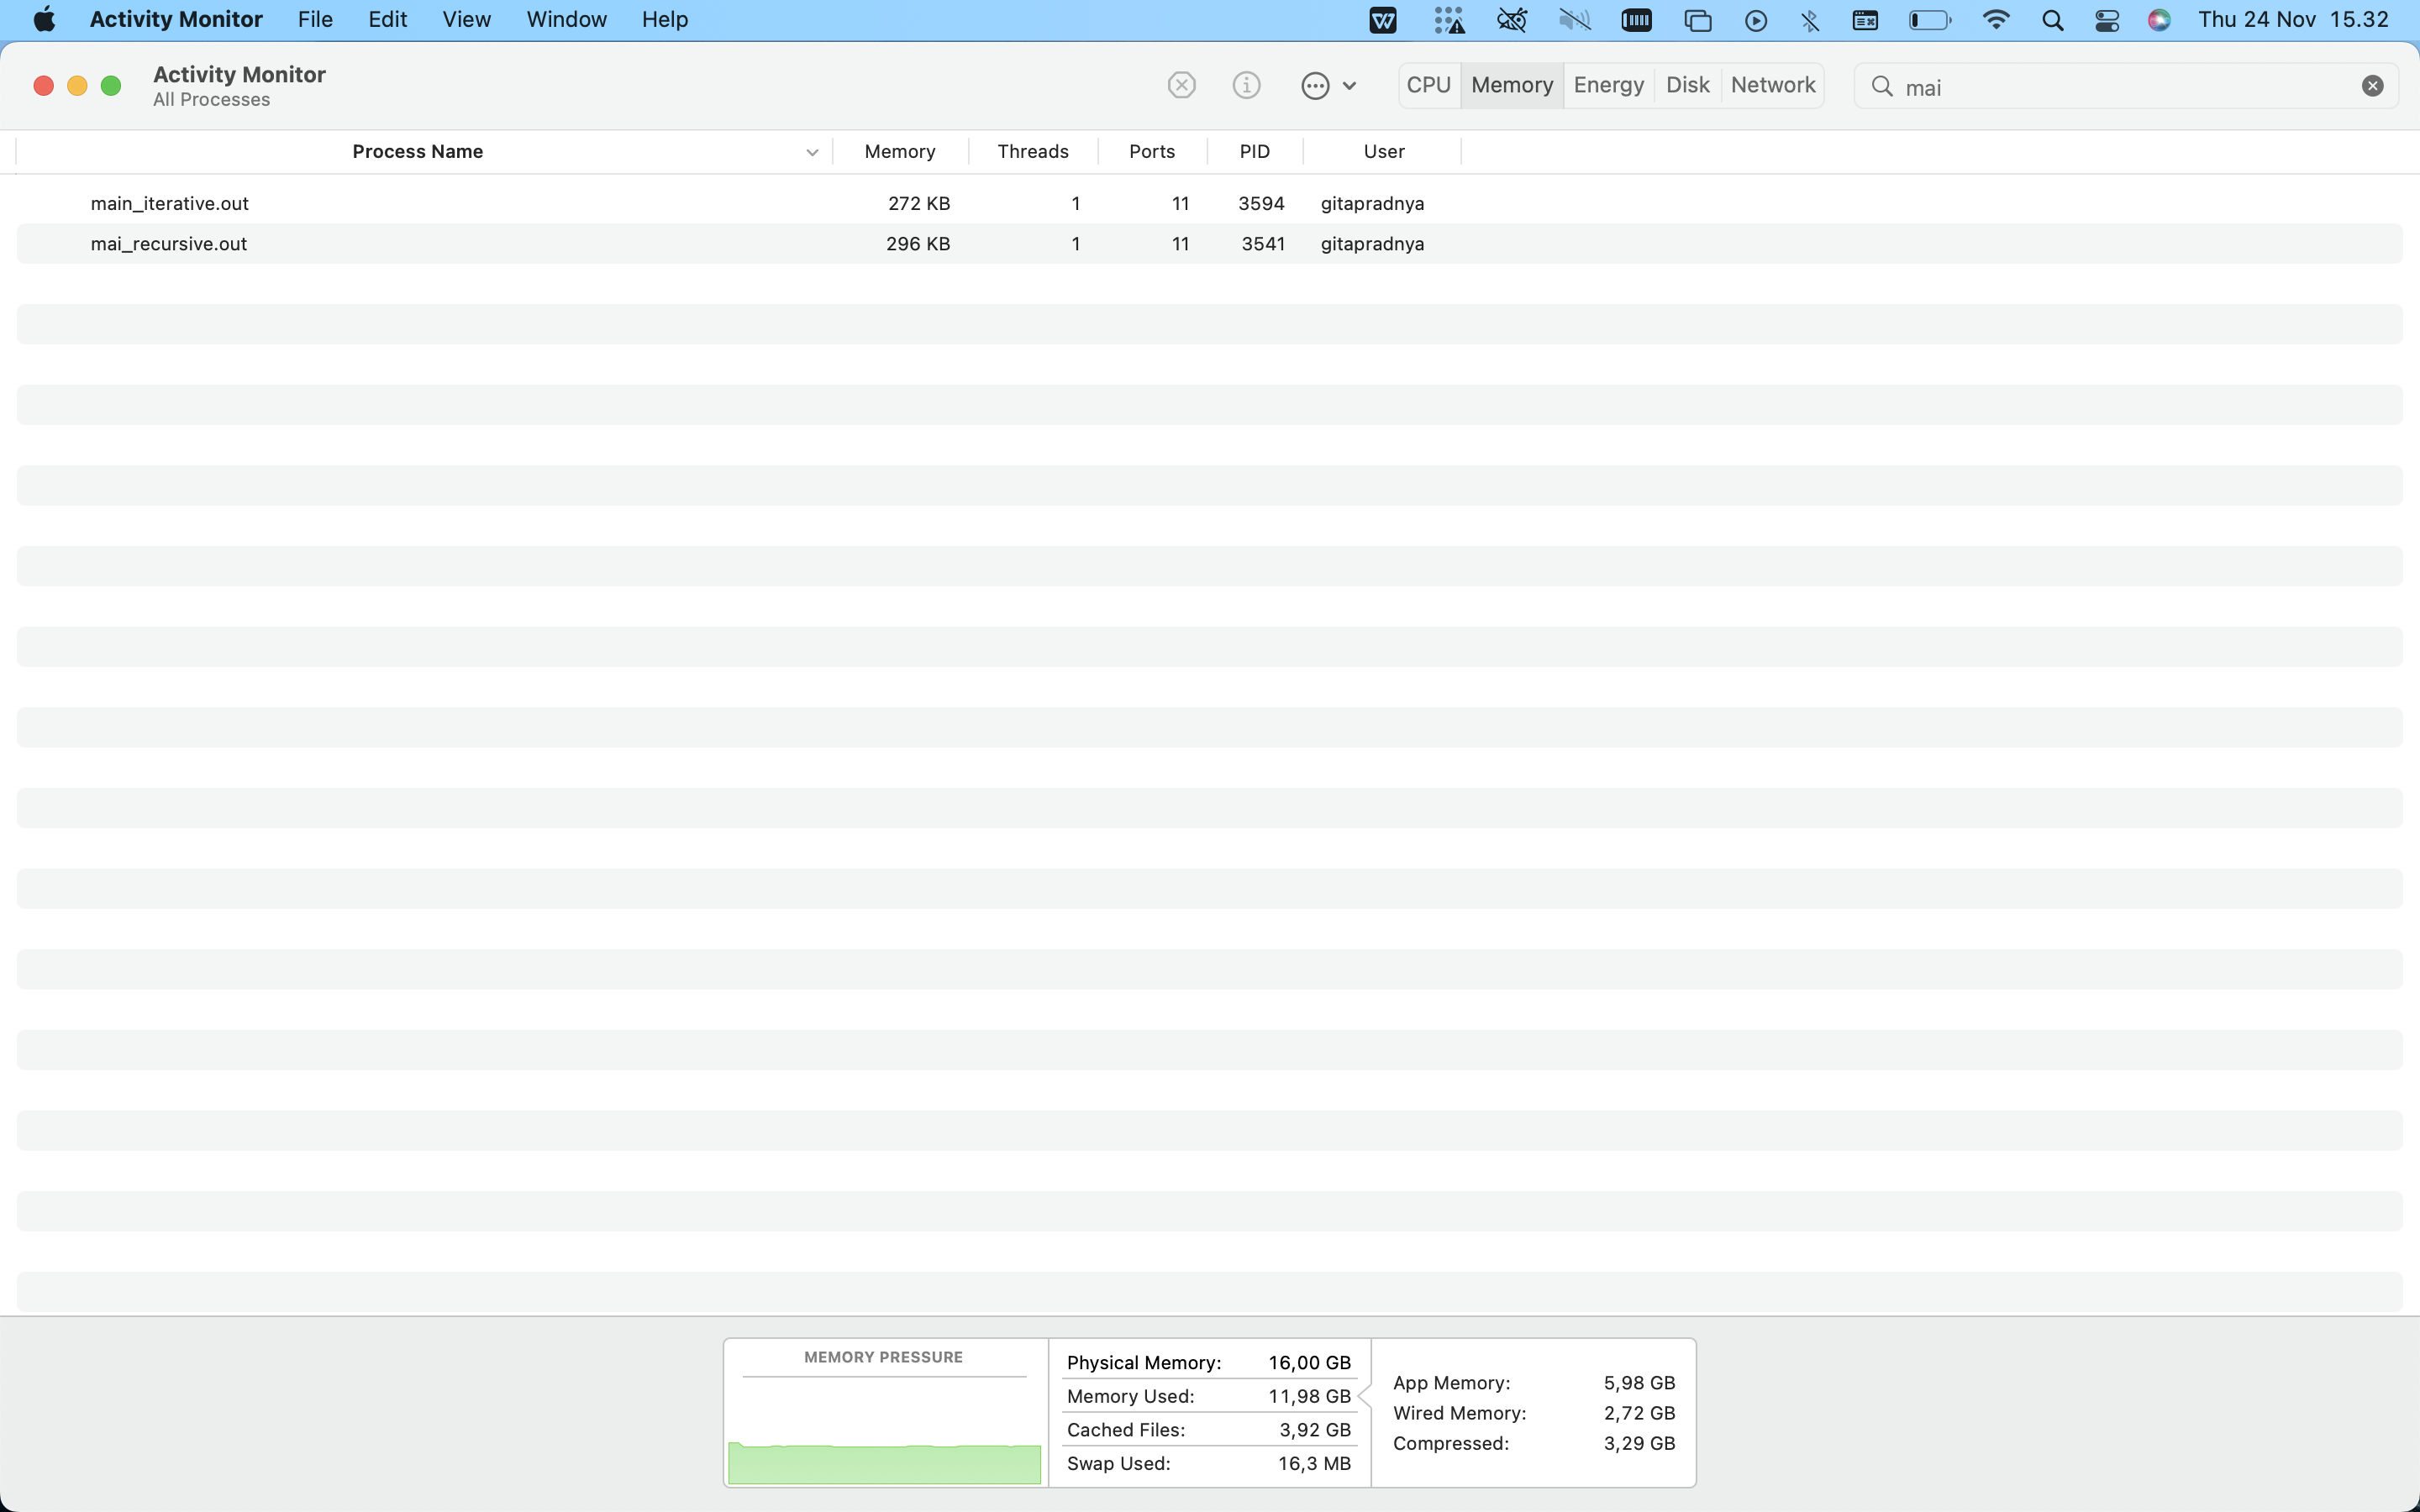 Activity Monitor File Edit View Window Help Thu 24 Nov 15.32
Activity Monitor
All Processes
CPU Memory Energy Disk Network mai
Process Name Memory Threads Ports PID User
main_iterative.out 272 KB 1 11 3594 gitapradnya
mai_recursive.out 296 KB 1 11 3541 gitapradnya
MEMORY PRESSURE
Physical Memory: 16,00 GB
Memory Used: 11,98 GB
Cached Files: 3,92 GB
Swap Used: 16,3 MB
App Memory: 5,98 GB
Wired Memory: 2,72 GB
Compressed: 3,29 GB